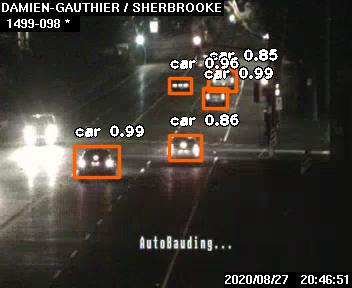 DAMIEN-GAUTHIER / SHERBROOKE
1499-098 *
car 0.85
car 0.96
car 0.99
car 0.86
car 0.99
AutoBauding...
2020/08/27 20:46:51